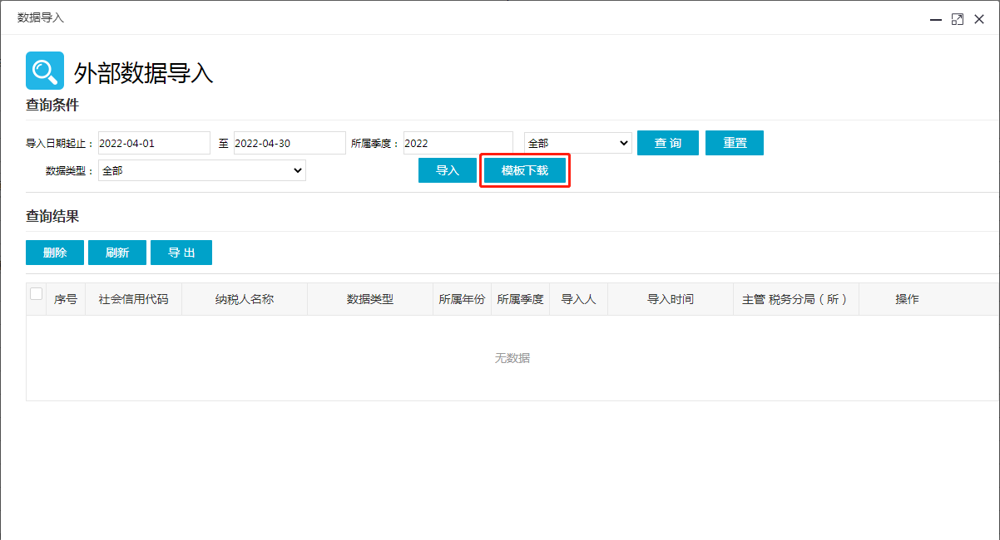 数据导入
外部数据导入
查询条件
导入日期起止： 2022-04-01 至 2022-04-30 所属季度： 2022 全部 查 询 重置
数据类型： 全部 导入 模板下载
查询结果
删除 刷新 导 出
序号 社会信用代码 纳税人名称 数据类型 所属年份 所属季度 导入人 导入时间 主管 税务分局（所） 操作
无数据